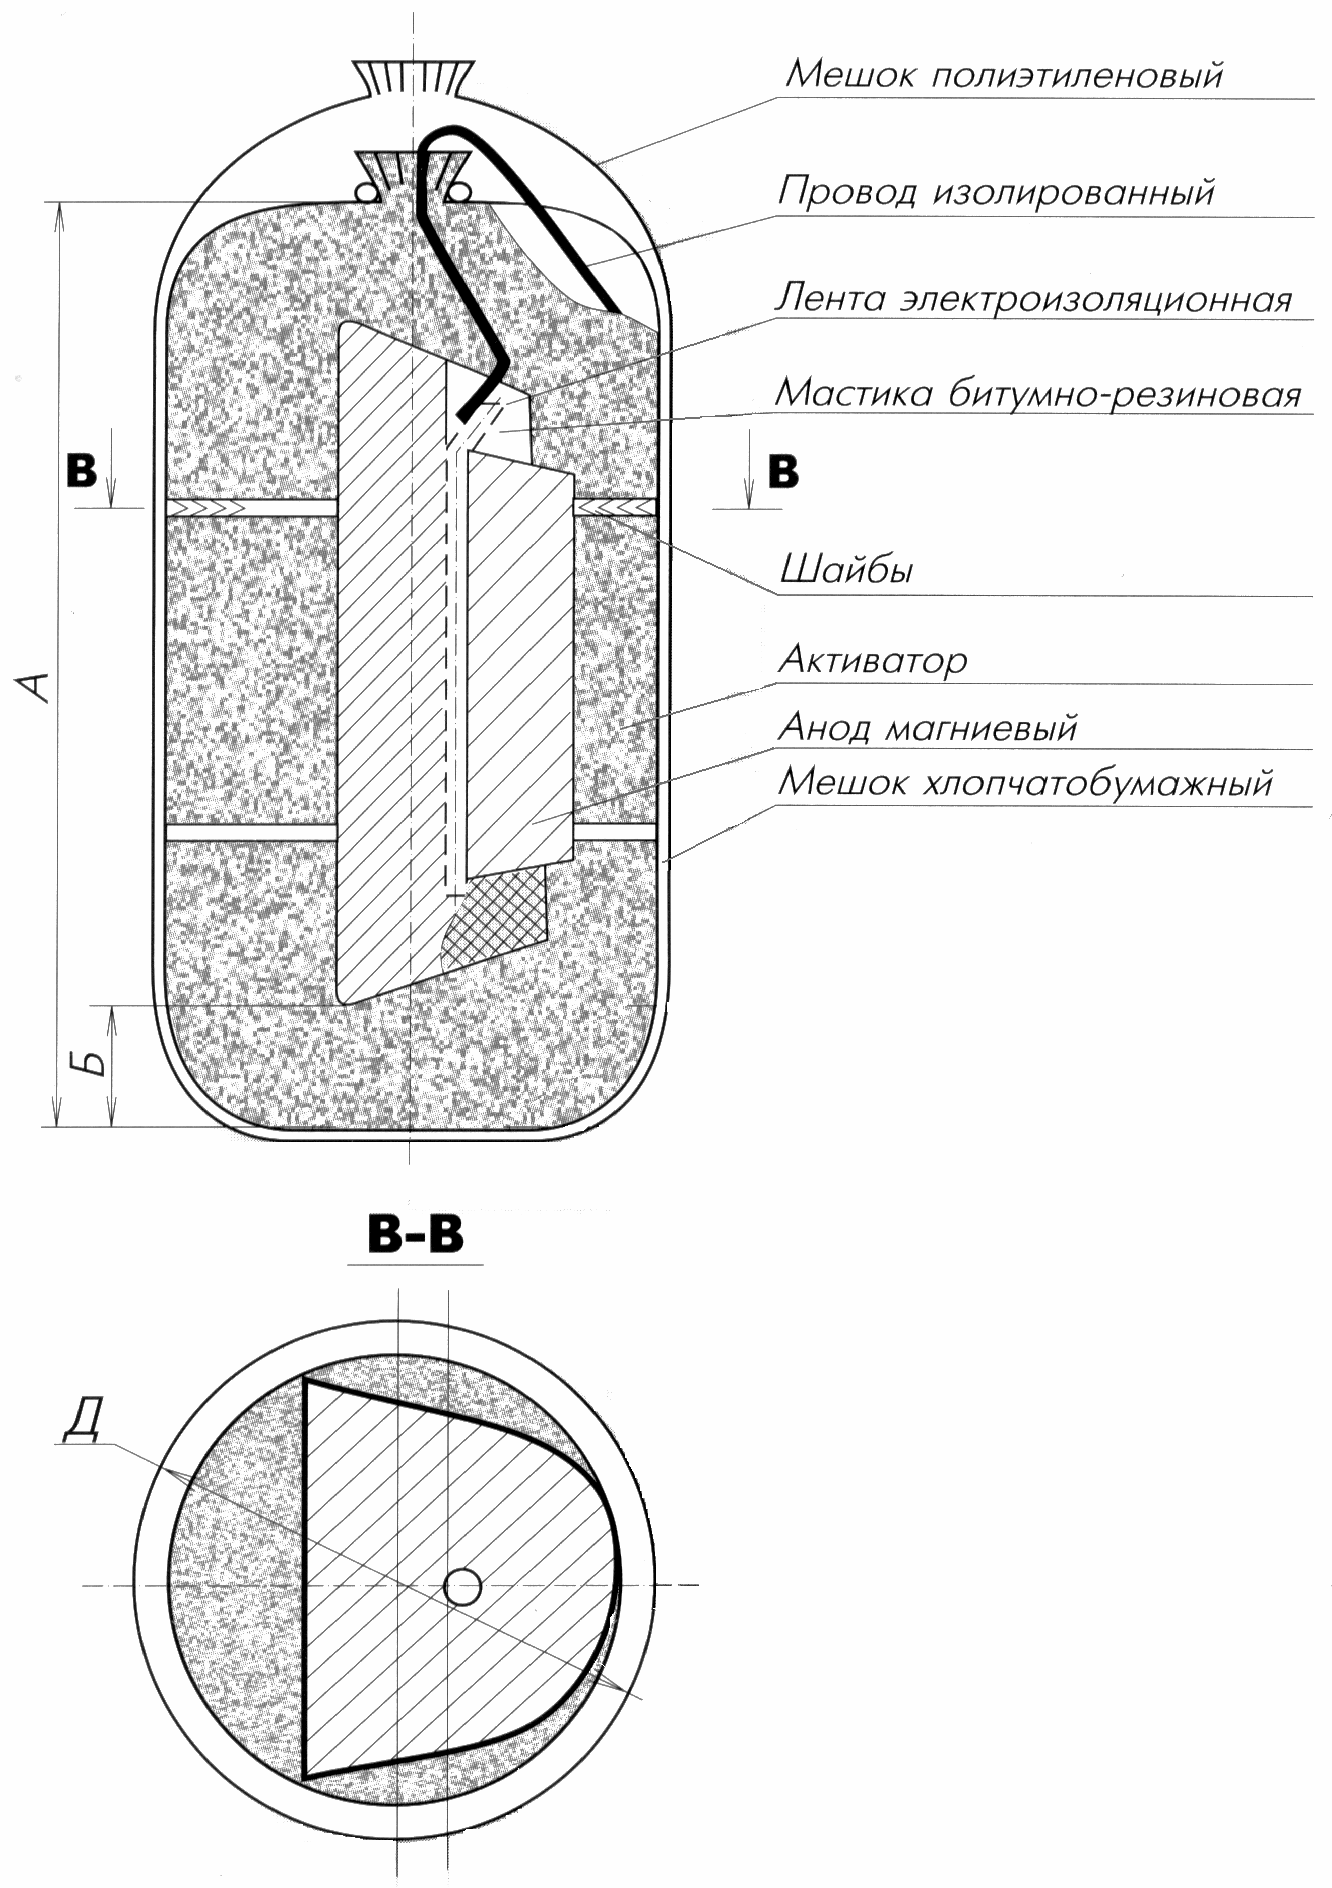 Мешок полиэтиленовый
Провод изолированный
Лента электроизоляционная
Мастика битумно-резиновая
В
В
Шайбы
Активатор
А
Анод магниевый
Мешок хлопчатобумажный
Б
В-В
Д